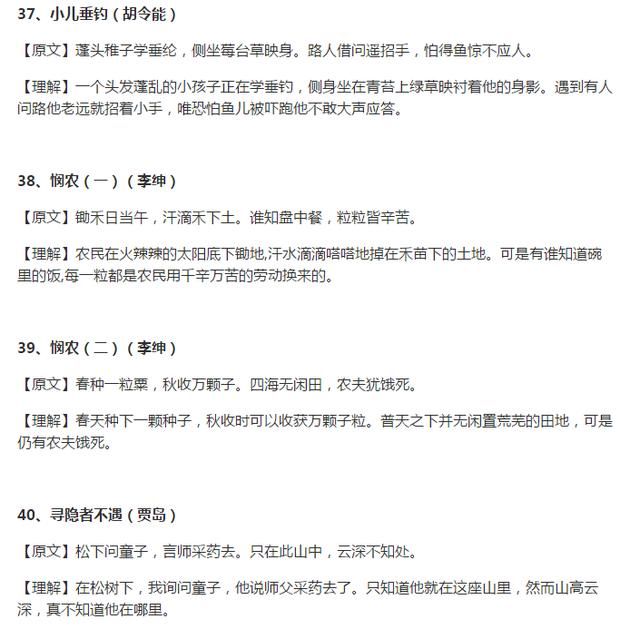 37、小儿垂钓（胡令能）
【原文】蓬头稚子学垂纶，侧坐莓台草映身。路人借问遥招手，怕得鱼惊不应人。
【理解】一个头发蓬乱的小孩子正在学垂钓，侧身坐在青苔上绿草映衬着他的身影。遇到有人
问路他老远就招着小手，唯恐怕鱼儿被吓跑他不敢大声应答。
38、悯农（一）（李绅）
【原文】锄禾日当午，汗滴禾下土。谁知盘中餐，粒粒皆辛苦。
【理解】农民在火辣辣的太阳底下锄地,汗水滴滴嗒嗒地掉在禾苗下的土地。可是有谁知道碗
里的饭,每一粒都是农民用千辛万苦的劳动换来的。
39、悯农（二）（李绅）
【原文】春种一粒粟，秋收万颗子。四海无闲田，农夫犹饿死。
【理解】春天种下一颗种子，秋收时可以收获万颗子粒。普天之下并无闲置荒芜的田地，可是
仍有农夫饿死。
40、寻隐者不遇（贾岛）
【原文】松下问童子，言师采药去。只在此山中，云深不知处。
【理解】在松树下，我询问童子，他说师父采药去了。只知道他就在这座山里，然而山高云
深，真不知道他在哪里。